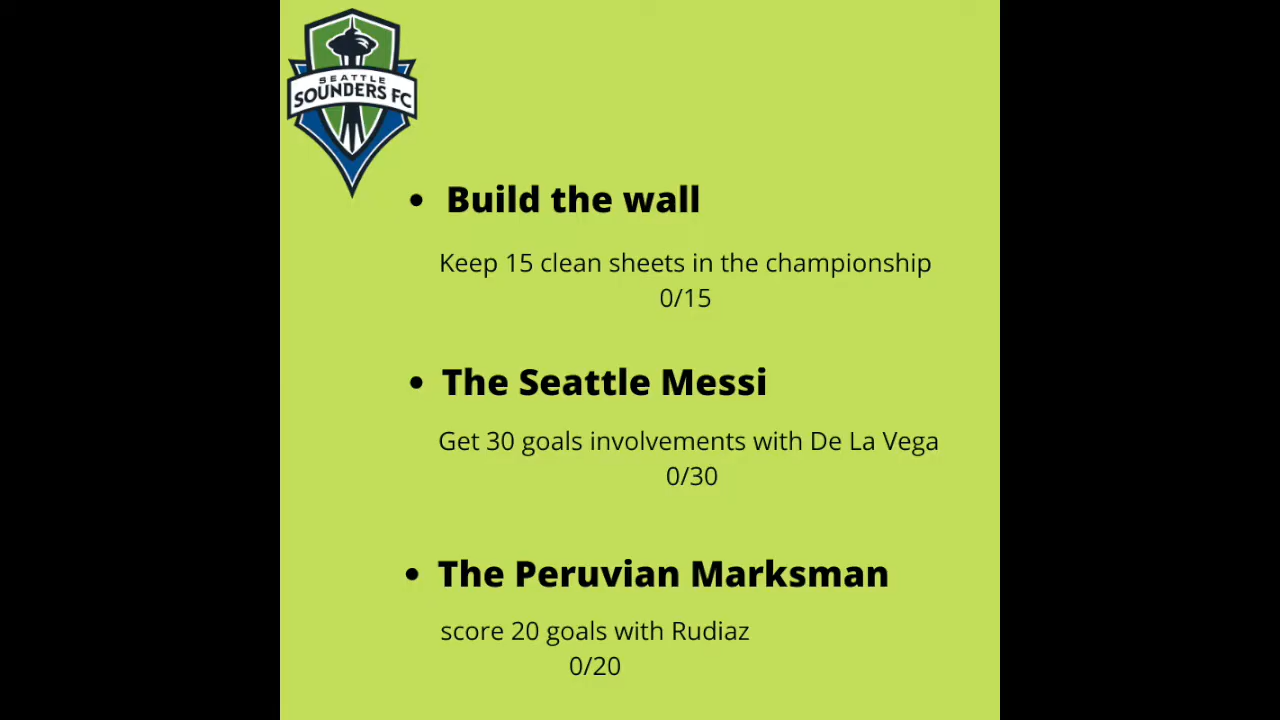 SEATTLE
SOUNDERS FC
• Build the wall
Keep 15 clean sheets in the championship
0/15
• The Seattle Messi
Get 30 goals involvements with De La Vega
0/30
• The Peruvian Marksman
score 20 goals with Rudiaz
0/20